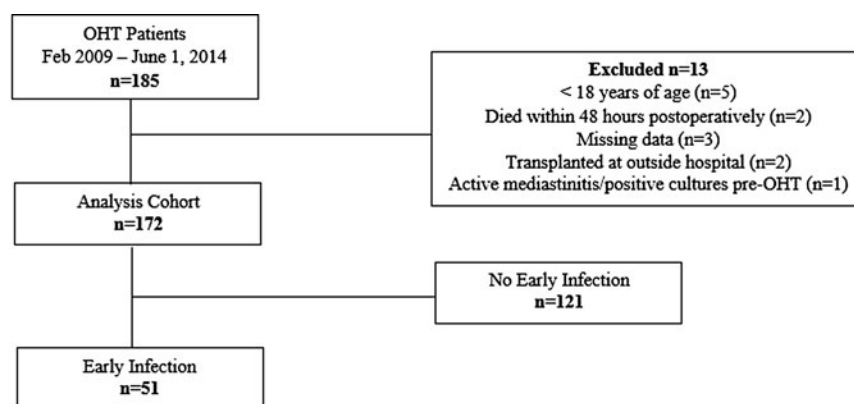 OHT Patients
Feb 2009 – June 1, 2014
n=185
Excluded n=13
< 18 years of age (n=5)
Died within 48 hours postoperatively (n=2)
Missing data (n=3)
Transplanted at outside hospital (n=2)
Active mediastinitis/positive cultures pre-OHT (n=1)
Analysis Cohort
n=172
No Early Infection
n=121
Early Infection
n=51